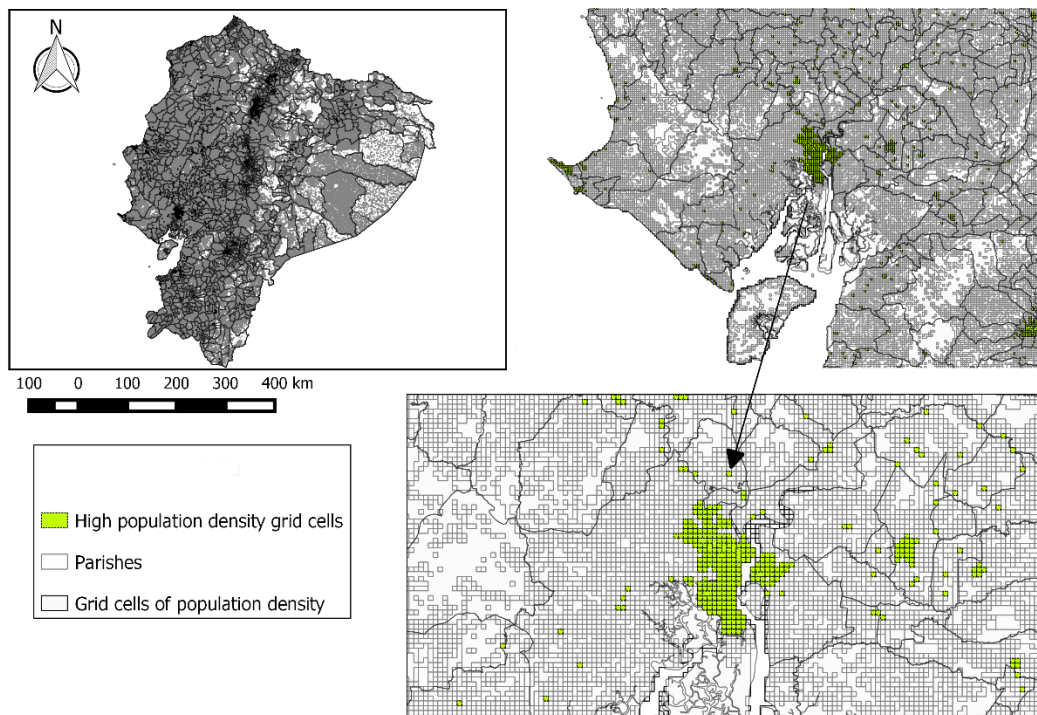 N
100 0 100 200 300 400 km
High population density grid cells
Parishes
Grid cells of population density